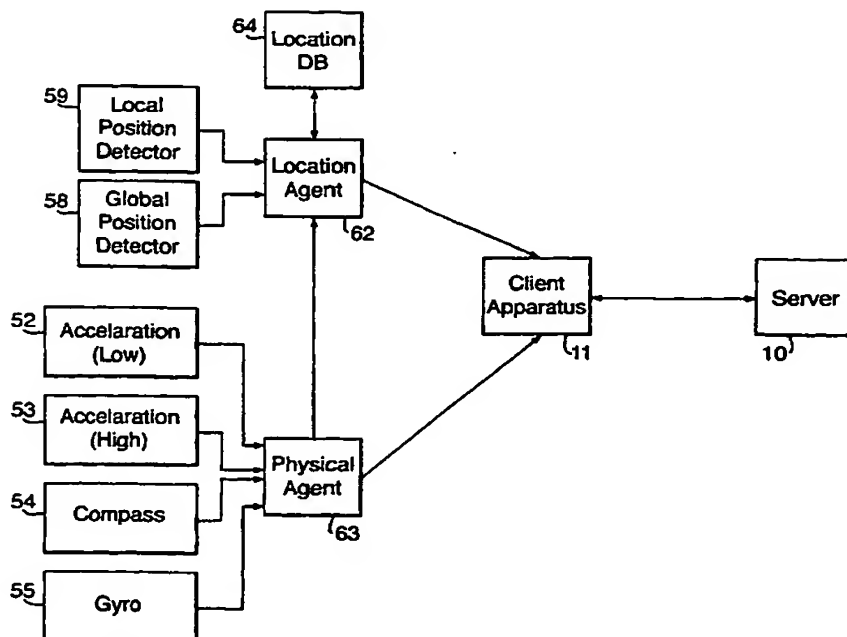 64
Location
DB
59
Local
Position
Detector
Location
Agent
62
58
Global
Position
Detector
Client
Apparatus
11
Server
10
52
Accelaration
(Low)
53
Accelaration
(High)
Physical
Agent
63
54
Compass
55
Gyro